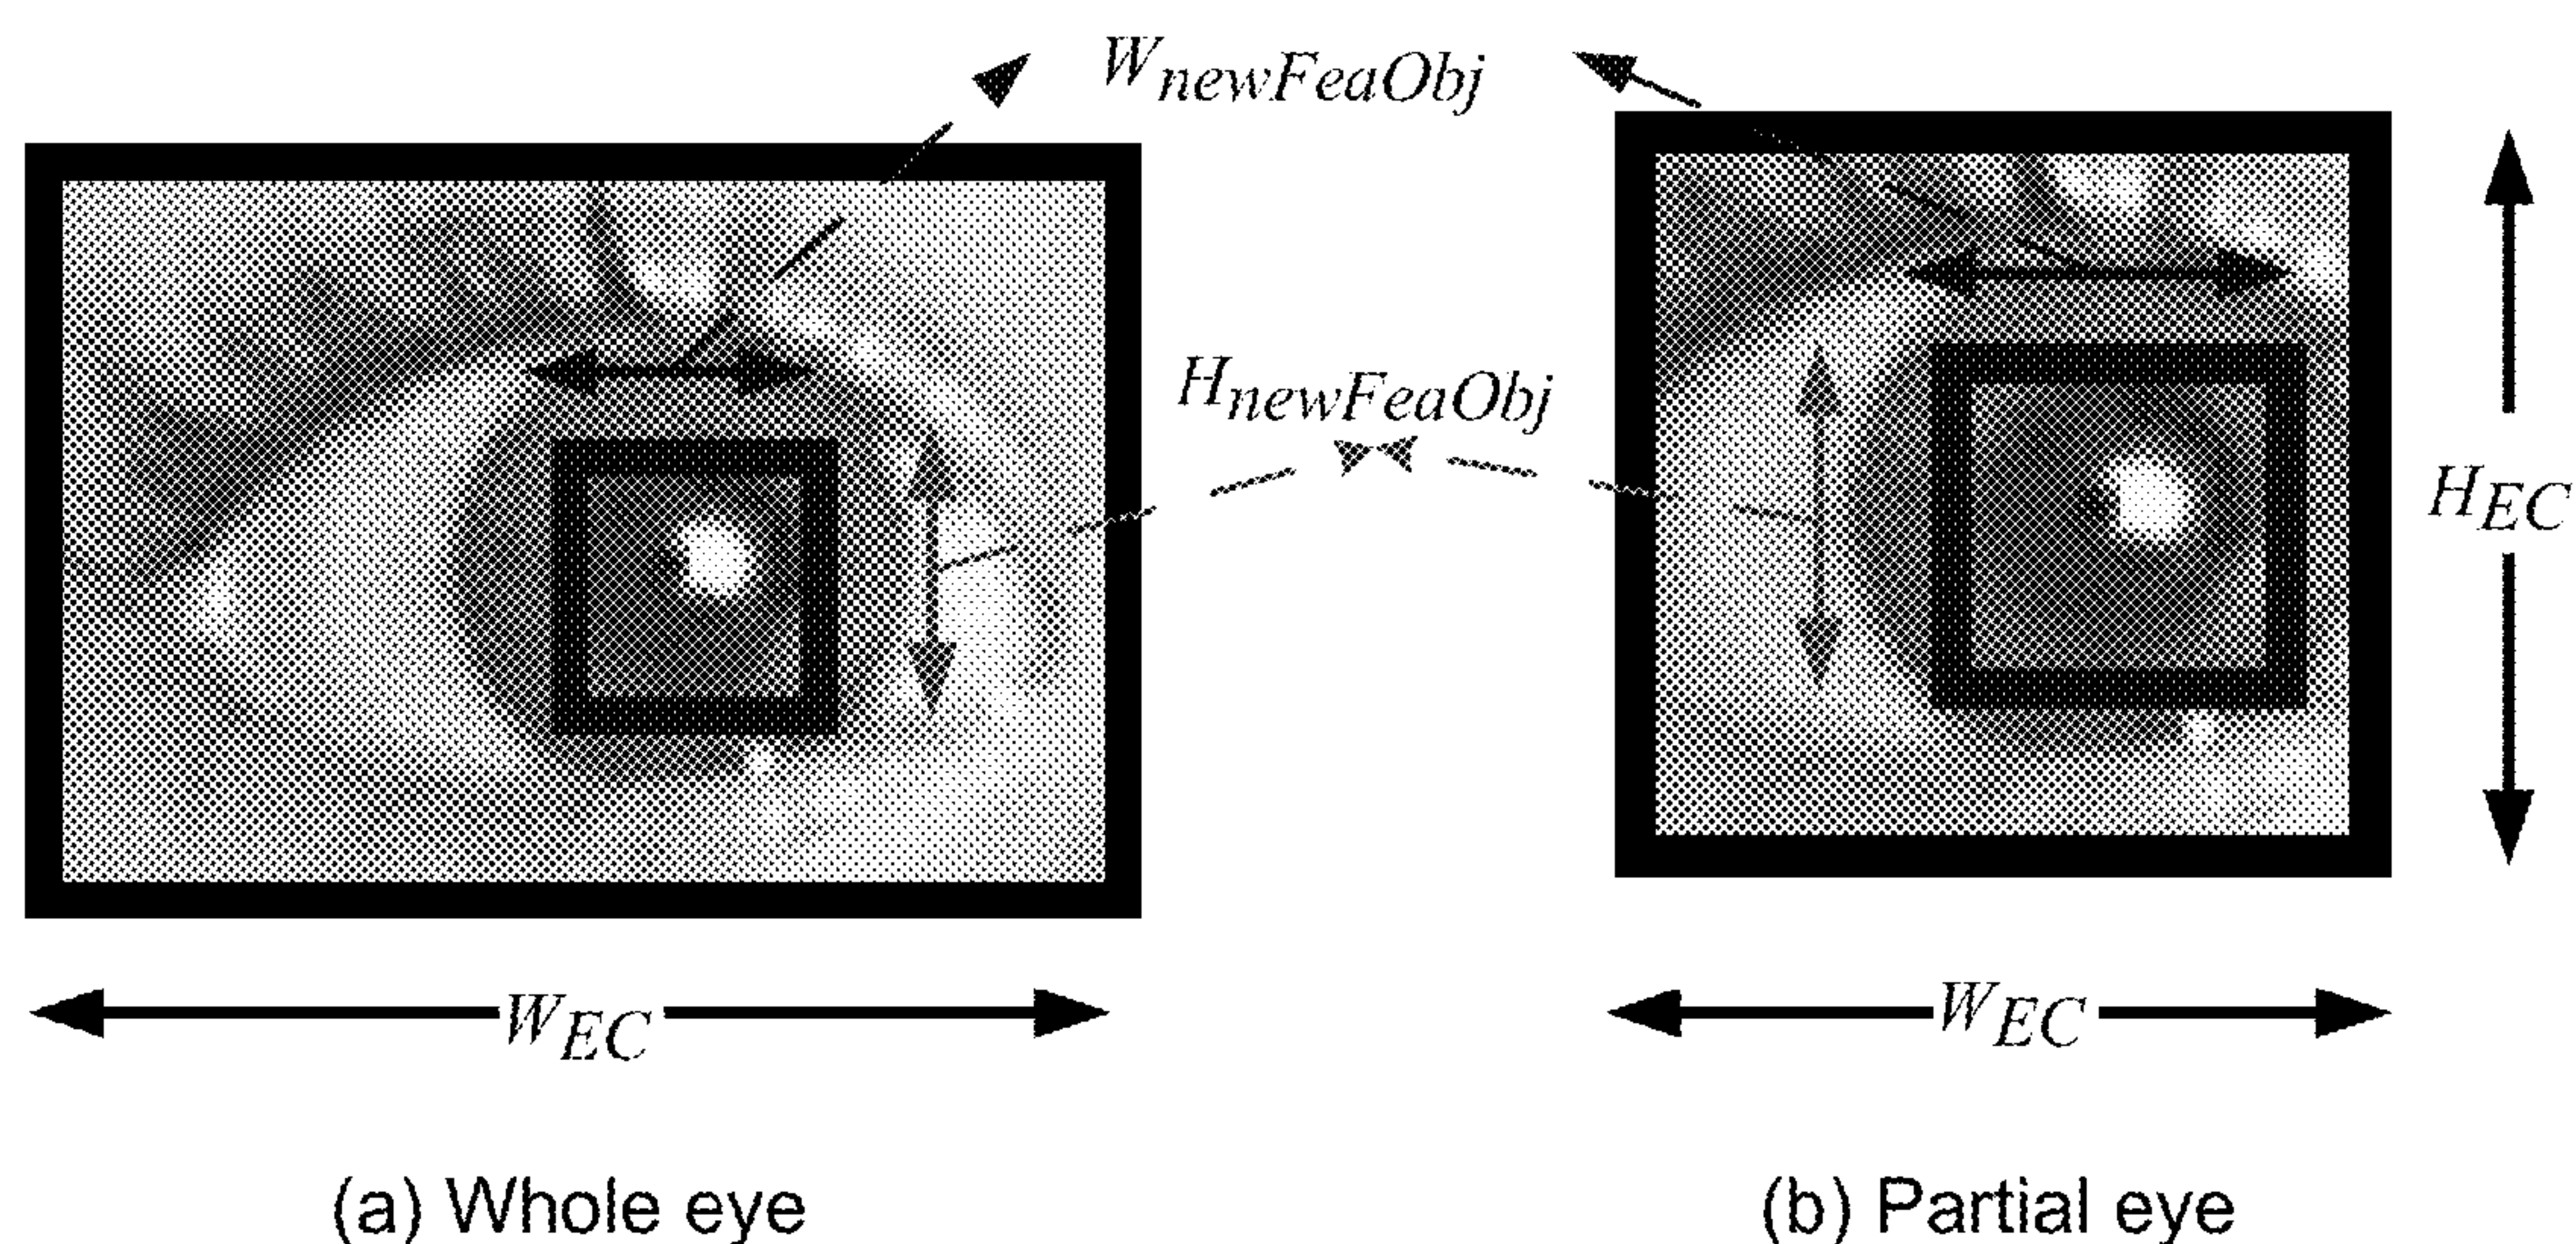 WnewFeaObj
HnewFeaObj
HEC
WEC
WEC
(a) Whole eye
(b) Partial eye